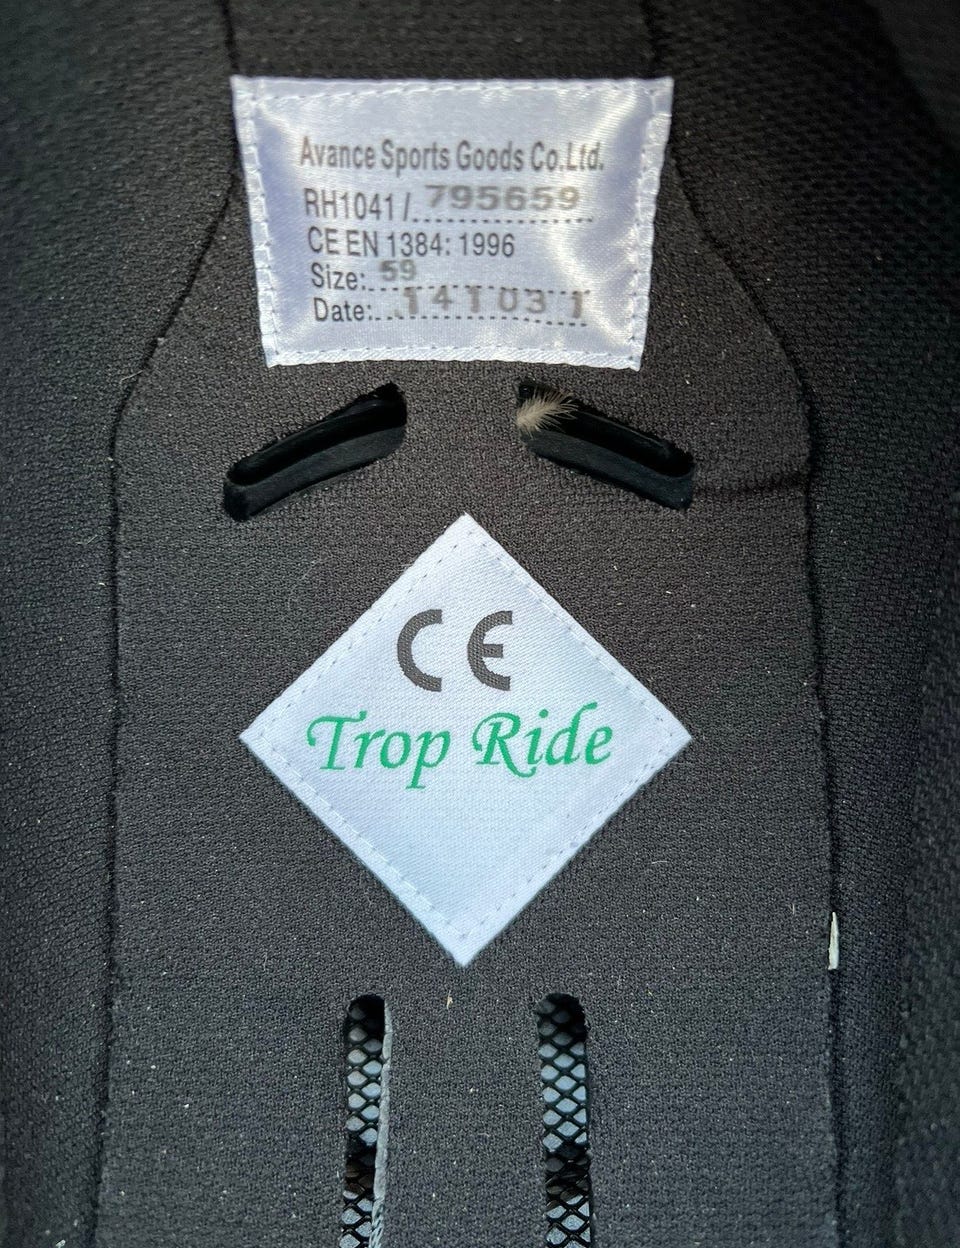 Avance Sports Goods Co.Ltd.
RH1041 / 795659
CE EN 1384: 1996
Size: 59
Date: 141031
CE
Trop Ride